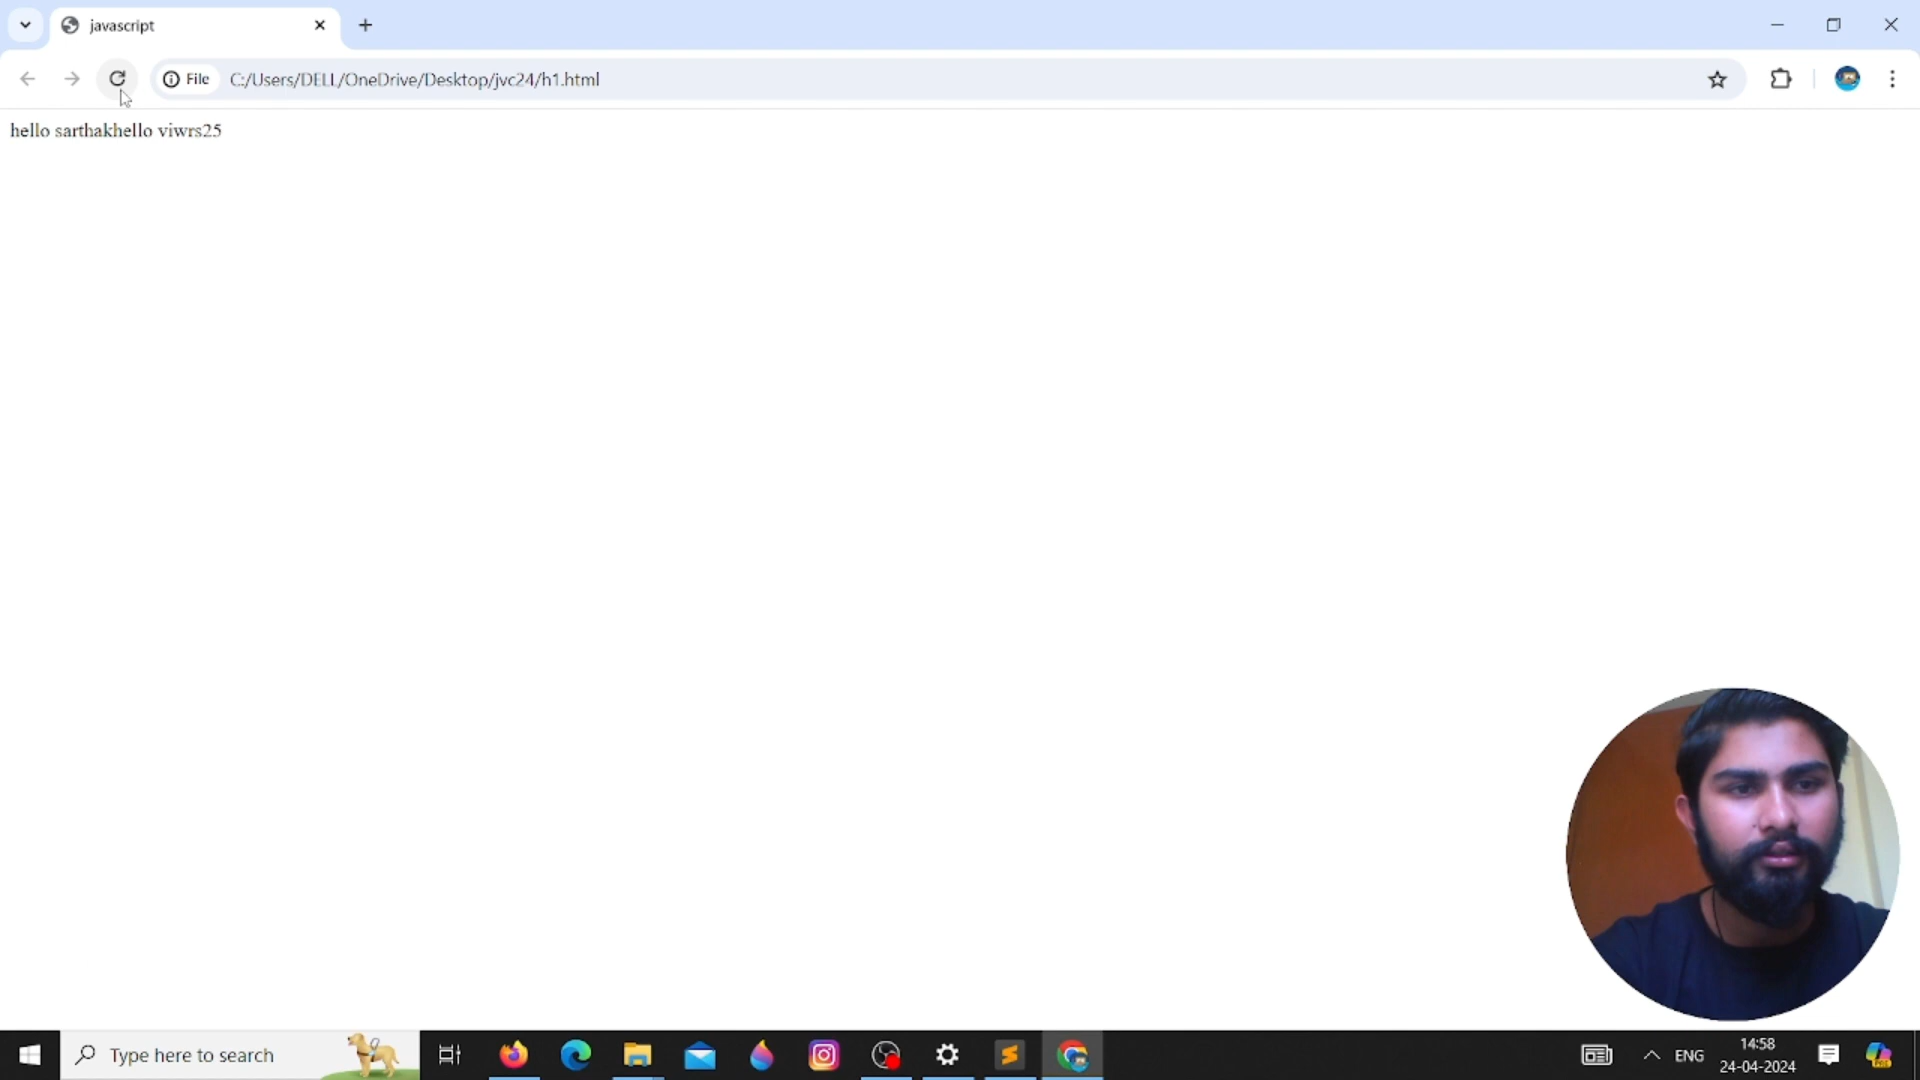 javascript
File
C:/Users/DELL/OneDrive/Desktop/jvc24/h1.html
hello sarthakhello viwrs25
Type here to search
ENG
14:58
24-04-2024